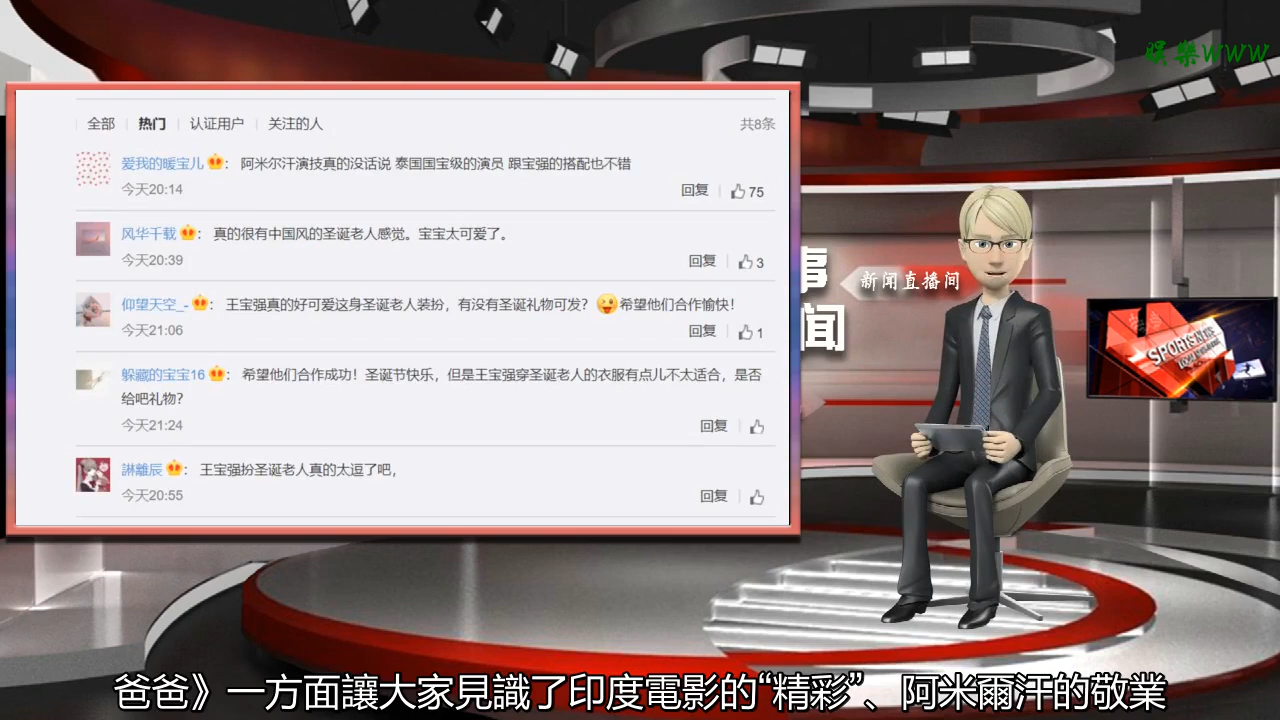 娱樂WWW
全部 热门 认证用户 关注的人 共8条
爱我的暖宝儿： 阿米尔汗演技真的没话说 泰国国宝级的演员 跟宝强的搭配也不错
今天20:14 回复 75
风华千载： 真的很有中国风的圣诞老人感觉。宝宝太可爱了。
今天20:39 回复 3
仰望天空_-： 王宝强真的好可爱这身圣诞老人装扮，有没有圣诞礼物可发？希望他们合作愉快！
今天21:06 回复 1
躲藏的宝宝16： 希望他们合作成功！圣诞节快乐，但是王宝强穿圣诞老人的衣服有点儿不太适合，是否
给吧礼物？
今天21:24 回复
誹離辰： 王宝强扮圣诞老人真的太逗了吧，
今天20:55 回复
事
闻
新闻直播间
SPORTS
爸爸》一方面讓大家見識了印度電影的“精彩”、阿米爾汗的敬業